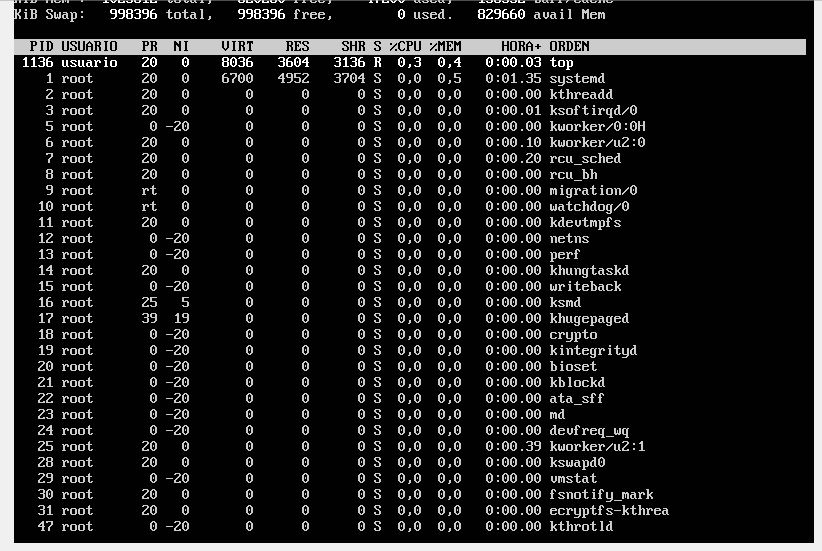 KiB Swap: 998396 total, 998396 free, 0 used. 829660 avail Mem
PID USUARIO PR NI VIRT RES SHR S %CPU %MEM HORA+ ORDEN
1136 usuario 20 0 8036 3604 3136 R 0,3 0,4 0:00.03 top
1 root 20 0 6700 4952 3704 S 0,0 0,5 0:01.35 systemd
2 root 20 0 0 0 0 S 0,0 0,0 0:00.00 kthreadd
3 root 20 0 0 0 0 S 0,0 0,0 0:00.01 ksoftirqd/0
5 root 0 -20 0 0 0 S 0,0 0,0 0:00.00 kworker/0:0H
6 root 20 0 0 0 0 S 0,0 0,0 0:00.10 kworker/u2:0
7 root 20 0 0 0 0 S 0,0 0,0 0:00.20 rcu_sched
8 root 20 0 0 0 0 S 0,0 0,0 0:00.00 rcu_bh
9 root rt 0 0 0 0 S 0,0 0,0 0:00.00 migration/0
10 root rt 0 0 0 0 S 0,0 0,0 0:00.00 watchdog/0
11 root 20 0 0 0 0 S 0,0 0,0 0:00.00 kdevtmpfs
12 root 0 -20 0 0 0 S 0,0 0,0 0:00.00 netns
13 root 0 -20 0 0 0 S 0,0 0,0 0:00.00 perf
14 root 20 0 0 0 0 S 0,0 0,0 0:00.00 khungtaskd
15 root 0 -20 0 0 0 S 0,0 0,0 0:00.00 writeback
16 root 25 5 0 0 0 S 0,0 0,0 0:00.00 ksmd
17 root 39 19 0 0 0 S 0,0 0,0 0:00.00 khugepaged
18 root 0 -20 0 0 0 S 0,0 0,0 0:00.00 crypto
19 root 0 -20 0 0 0 S 0,0 0,0 0:00.00 kintegrityd
20 root 0 -20 0 0 0 S 0,0 0,0 0:00.00 bioset
21 root 0 -20 0 0 0 S 0,0 0,0 0:00.00 kblockd
22 root 0 -20 0 0 0 S 0,0 0,0 0:00.00 ata_sff
23 root 0 -20 0 0 0 S 0,0 0,0 0:00.00 md
24 root 0 -20 0 0 0 S 0,0 0,0 0:00.00 devfreq_wq
25 root 20 0 0 0 0 S 0,0 0,0 0:00.39 kworker/u2:1
28 root 20 0 0 0 0 S 0,0 0,0 0:00.00 kswapd0
29 root 0 -20 0 0 0 S 0,0 0,0 0:00.00 vmstat
30 root 20 0 0 0 0 S 0,0 0,0 0:00.00 fsnotify_mark
31 root 20 0 0 0 0 S 0,0 0,0 0:00.00 ecryptfs-kthrea
47 root 0 -20 0 0 0 S 0,0 0,0 0:00.00 kthrotld